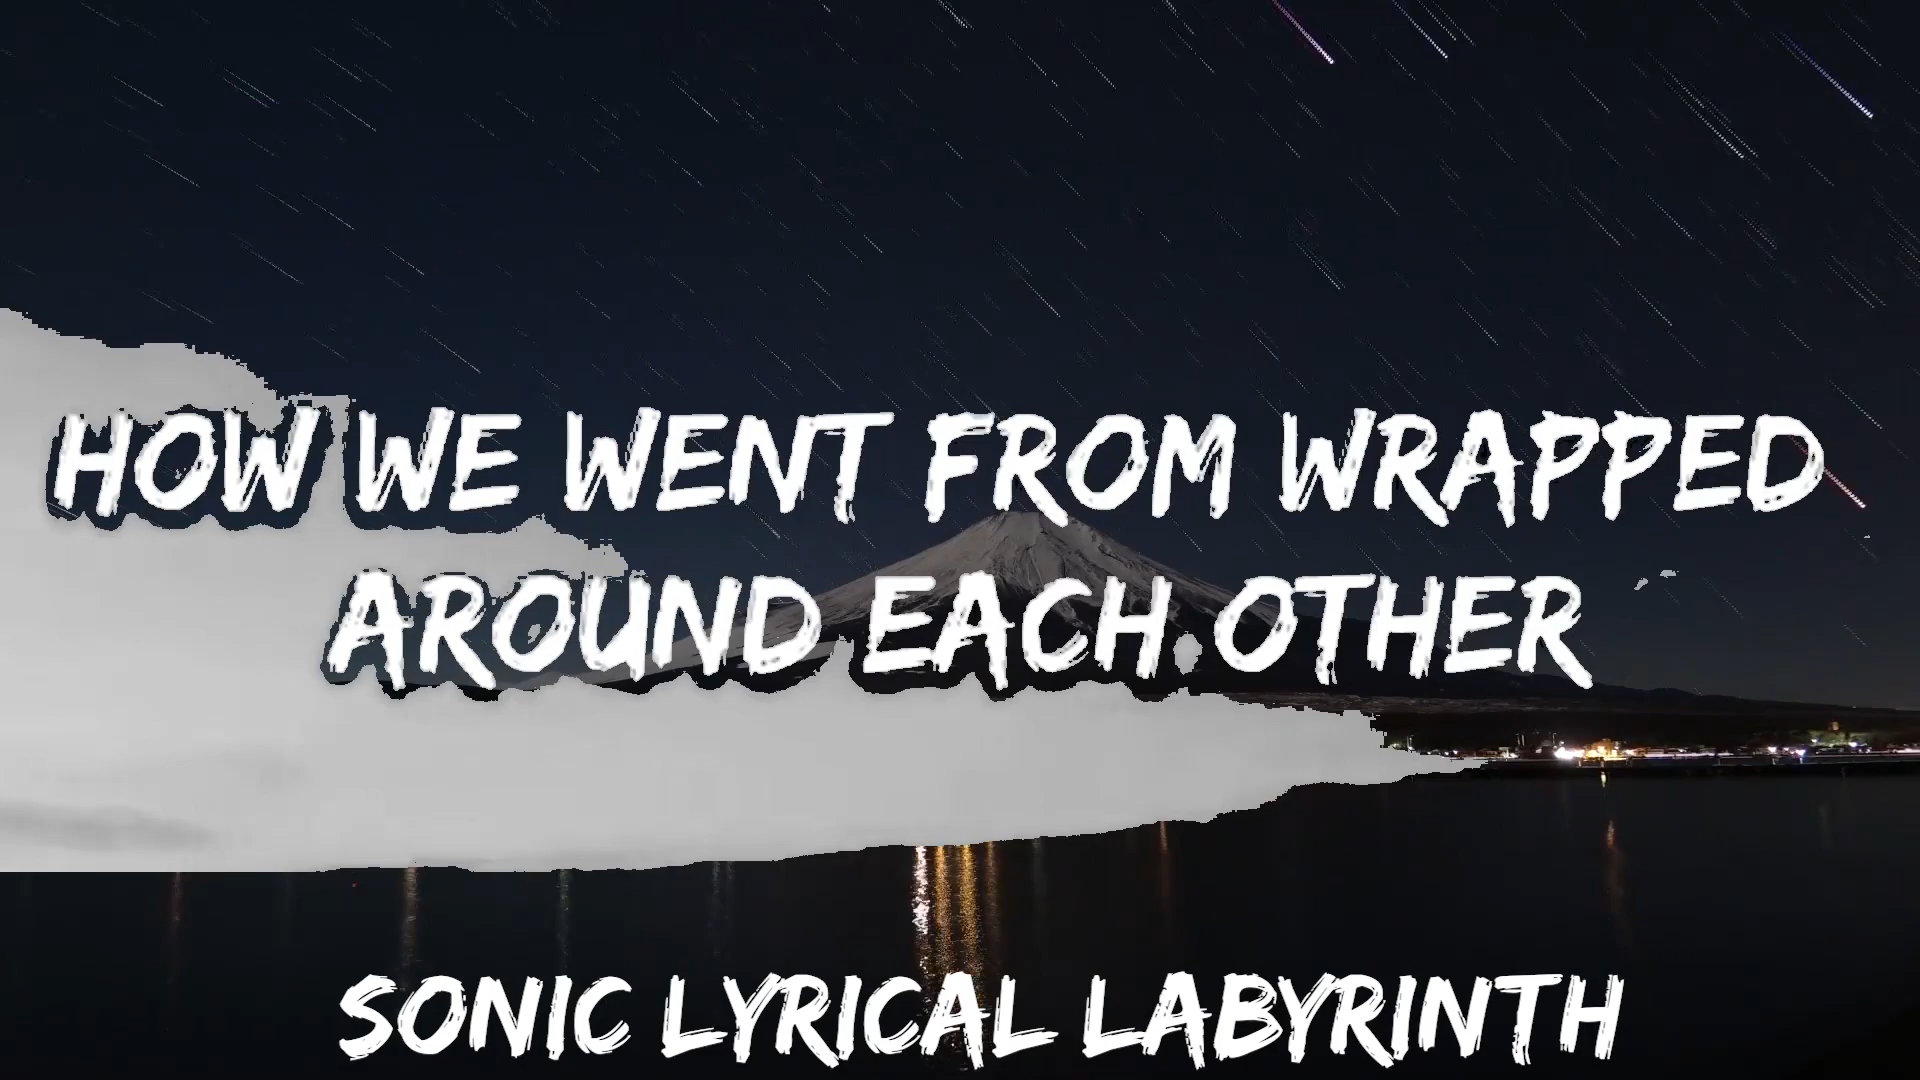 HOW WE WENT FROM WRAPPED
AROUND EACH OTHER
SONIC LYRICAL LABYRINTH